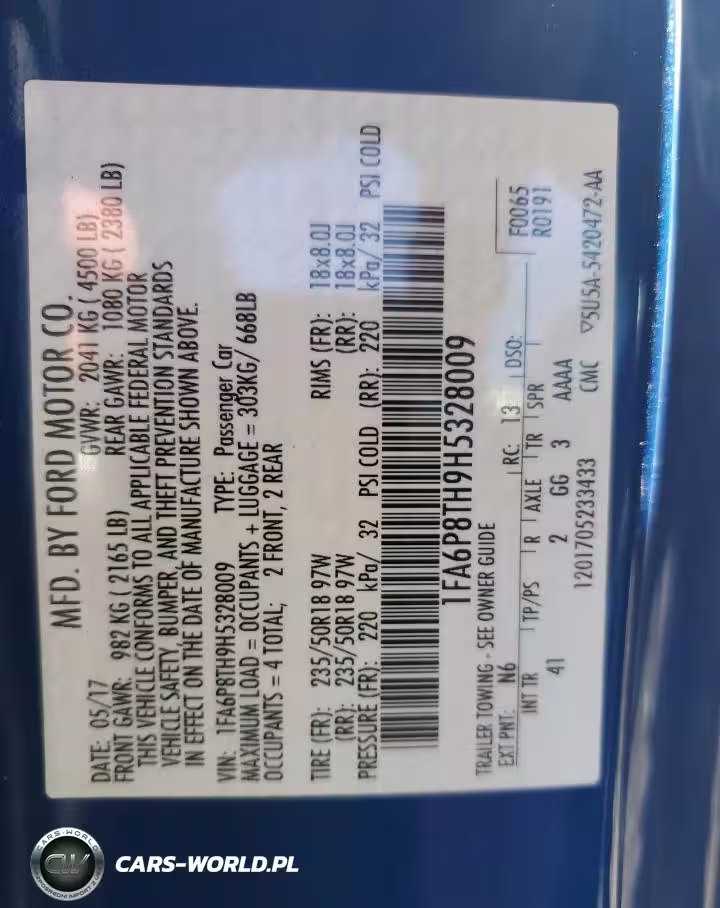 MFD. BY FORD MOTOR CO.
DATE: 05/17 GVWR: 2041 KG ( 4500 LB)
FRONT GAWR: 982 KG ( 2165 LB) REAR GAWR: 1080 KG ( 2380 LB)
THIS VEHICLE CONFORMS TO ALL APPLICABLE FEDERAL MOTOR
VEHICLE SAFETY, BUMPER, AND THEFT PREVENTION STANDARDS
IN EFFECT ON THE DATE OF MANUFACTURE SHOWN ABOVE.
VIN: 1FA6P8TH9H5328009 TYPE: Passenger Car
MAXIMUM LOAD = OCCUPANTS + LUGGAGE = 303KG/ 668LB
OCCUPANTS = 4 TOTAL; 2 FRONT, 2 REAR
TIRE (FR): 235/50R18 97W RIMS (FR): 18x8.0J
(RR): 235/50R18 97W (RR): 18x8.0J
PRESSURE (FR): 220 kPa/ 32 PSI COLD (RR): 220 kPa/ 32 PSI COLD
1FA6P8TH9H5328009
TRAILER TOWING - SEE OWNER GUIDE
EXT PNT: N6 RC: 13 DSO: F0065
R0191
INT TR TP/PS R AXLE TR SPR
41 2 GG 3 AAAA
1201705233433 CMC ▽5U5A-5420472-AA
CARS-WORLD
CW
CARS-WORLD.PL